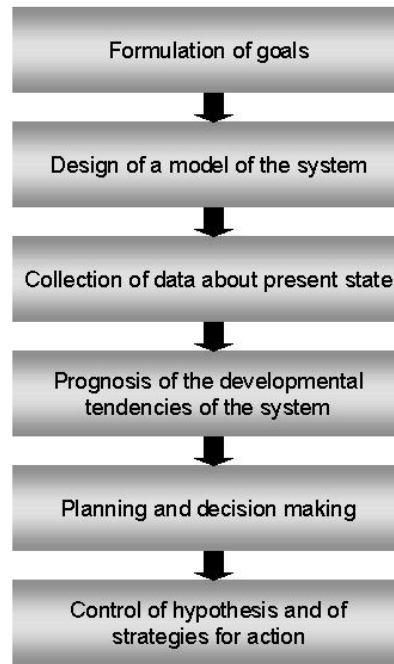 Formulation of goals
Design of a model of the system
Collection of data about present state
Prognosis of the developmental
tendencies of the system
Planning and decision making
Control of hypothesis and of
strategies for action